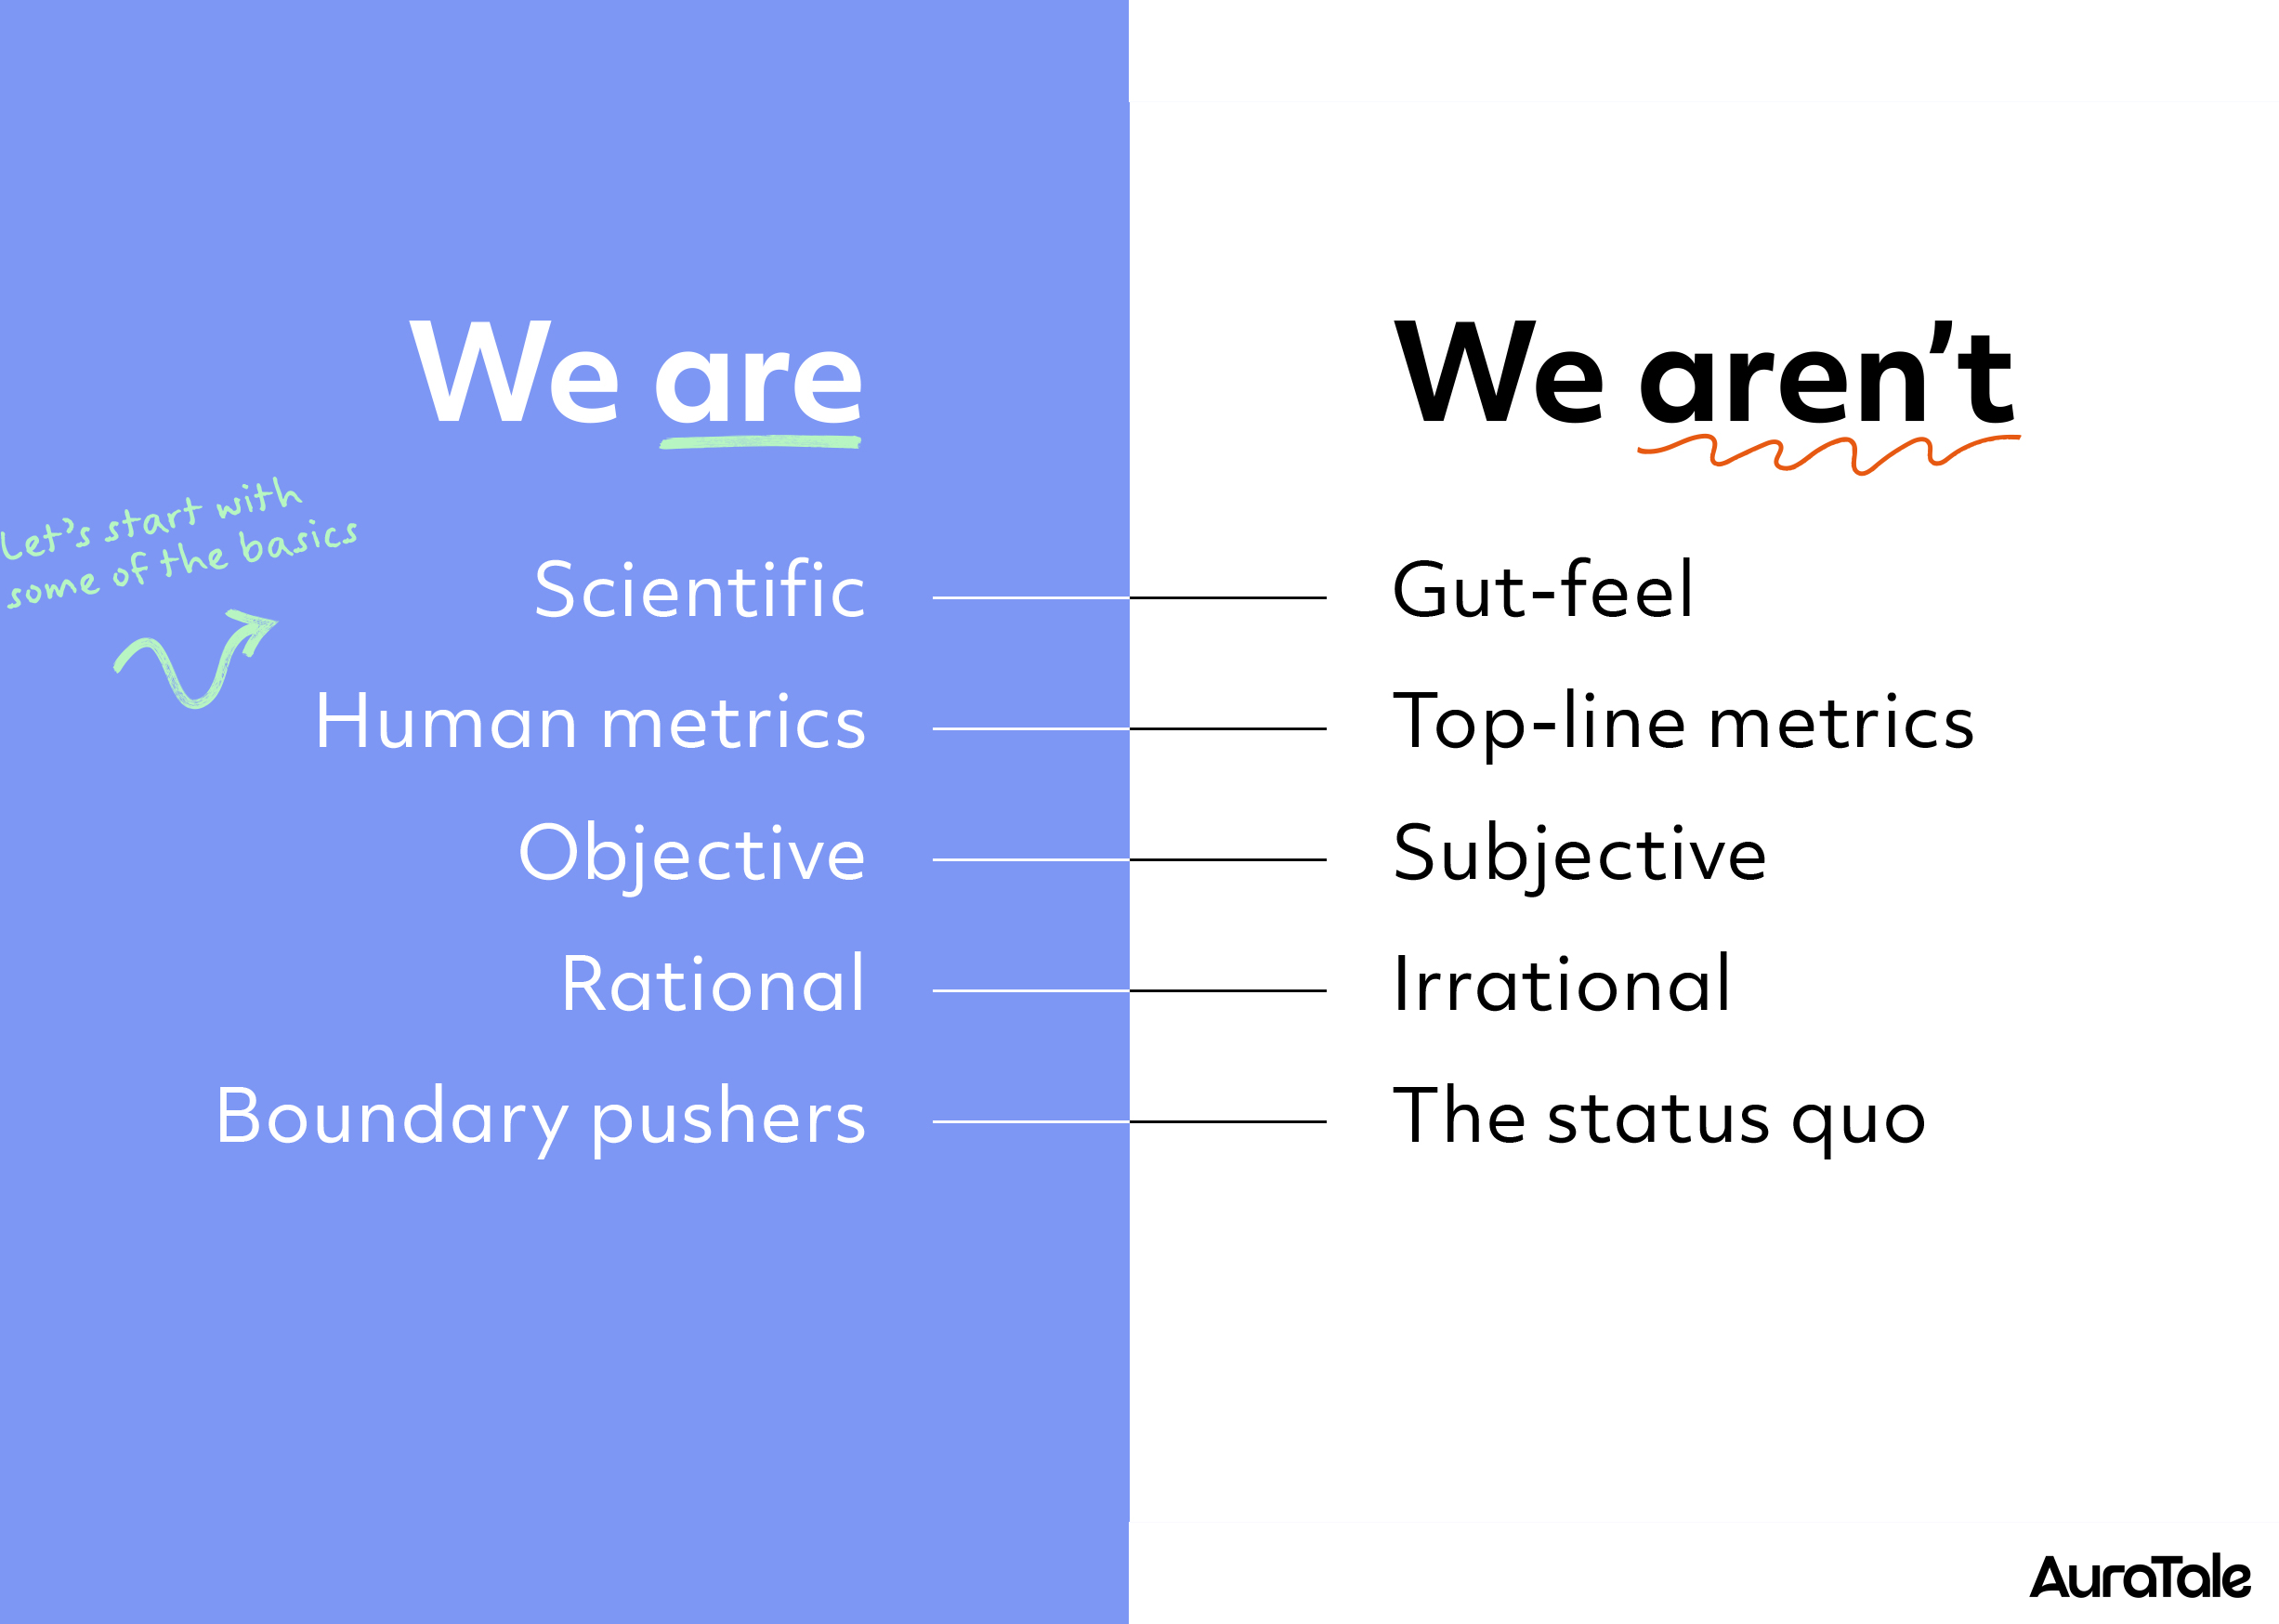 We are
Let's start with
some of the basics
Scientific
Human metrics
Objective
Rational
Boundary pushers
We aren’t
Gut-feel
Top-line metrics
Subjective
Irrational
The status quo
AuraTale